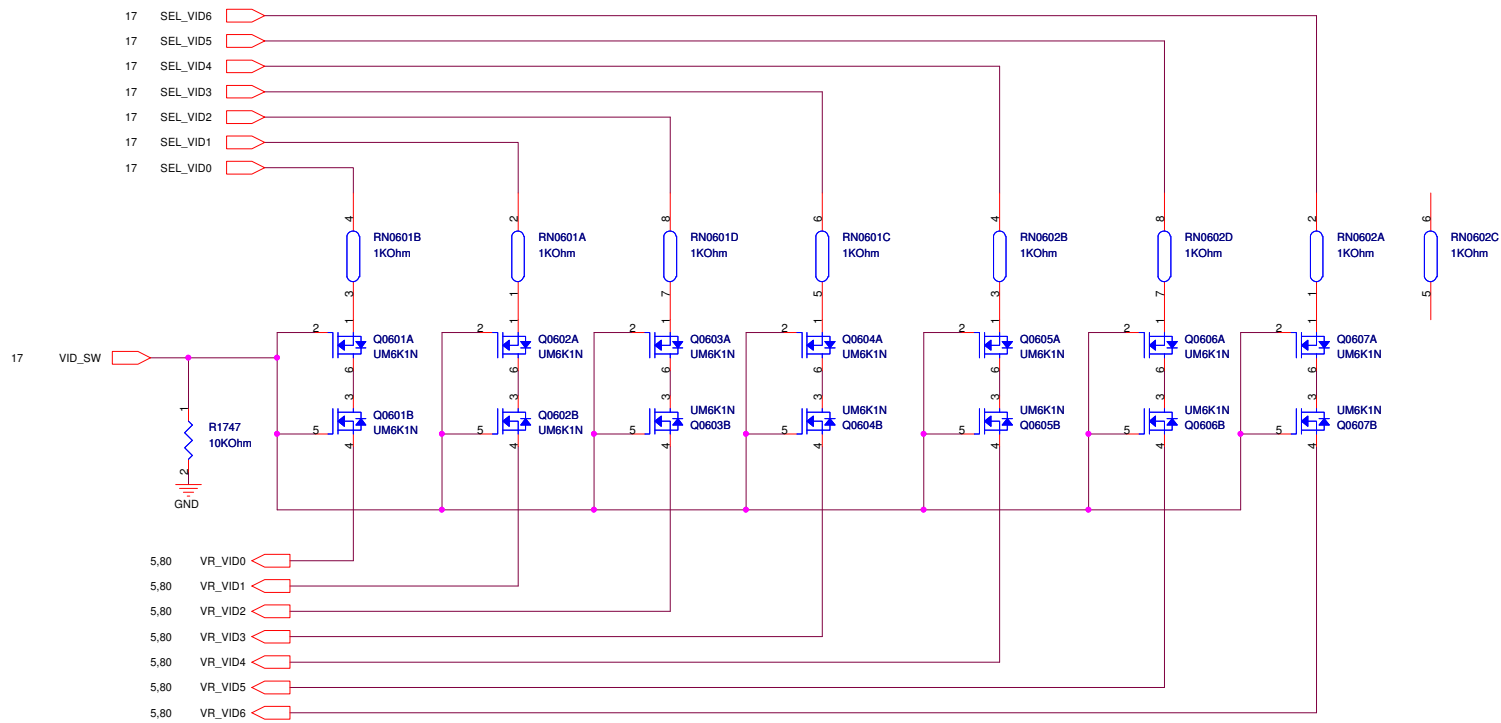 17 SEL_VID6
17 SEL_VID5
17 SEL_VID4
17 SEL_VID3
17 SEL_VID2
17 SEL_VID1
17 SEL_VID0
4 2 8 6 4 8 2 6
RN0601B RN0601A RN0601D RN0601C RN0602B RN0602D RN0602A RN0602C
1KOhm 1KOhm 1KOhm 1KOhm 1KOhm 1KOhm 1KOhm 1KOhm
3 1 7 5 3 7 1 5
1 1 1 1 1 1 1
2 2 2 2 2 2 2
Q0601A Q0602A Q0603A Q0604A Q0605A Q0606A Q0607A
UM6K1N UM6K1N UM6K1N UM6K1N UM6K1N UM6K1N UM6K1N
17 VID_SW
6 6 6 6 6 6 6
3 3 3 3 3 3 3
Q0601B Q0602B UM6K1N UM6K1N UM6K1N UM6K1N UM6K1N
UM6K1N UM6K1N Q0603B Q0604B Q0605B Q0606B Q0607B
5 5 5 5 5 5 5
4 4 4 4 4 4 4
1
R1747
10KOhm
2
GND
5,80 VR_VID0
5,80 VR_VID1
5,80 VR_VID2
5,80 VR_VID3
5,80 VR_VID4
5,80 VR_VID5
5,80 VR_VID6